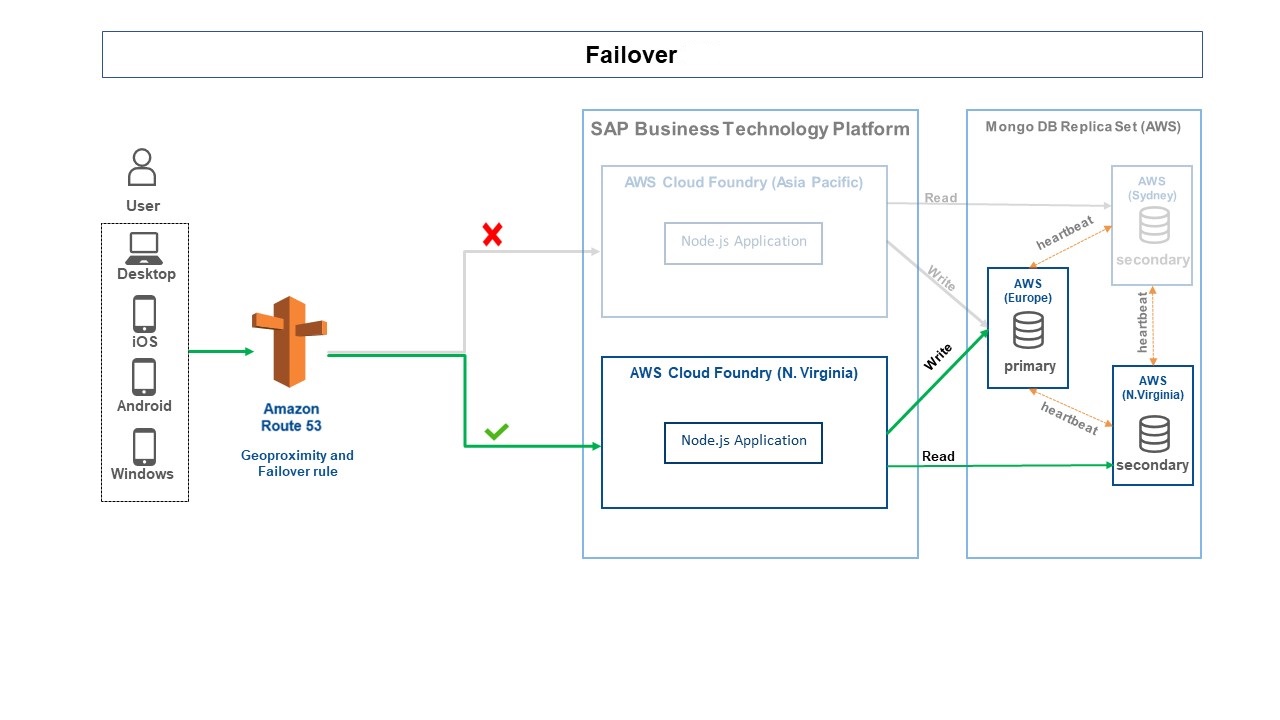 Failover
User
Desktop
iOS
Android
Windows
Amazon
Route 53
Geoproximity and
Failover rule
SAP Business Technology Platform
AWS Cloud Foundry (Asia Pacific)
Node.js Application
AWS Cloud Foundry (N. Virginia)
Node.js Application
Read
Write
Write
Read
Mongo DB Replica Set (AWS)
AWS
(Sydney)
secondary
heartbeat
AWS
(Europe)
primary
heartbeat
heartbeat
AWS
(N.Virginia)
secondary